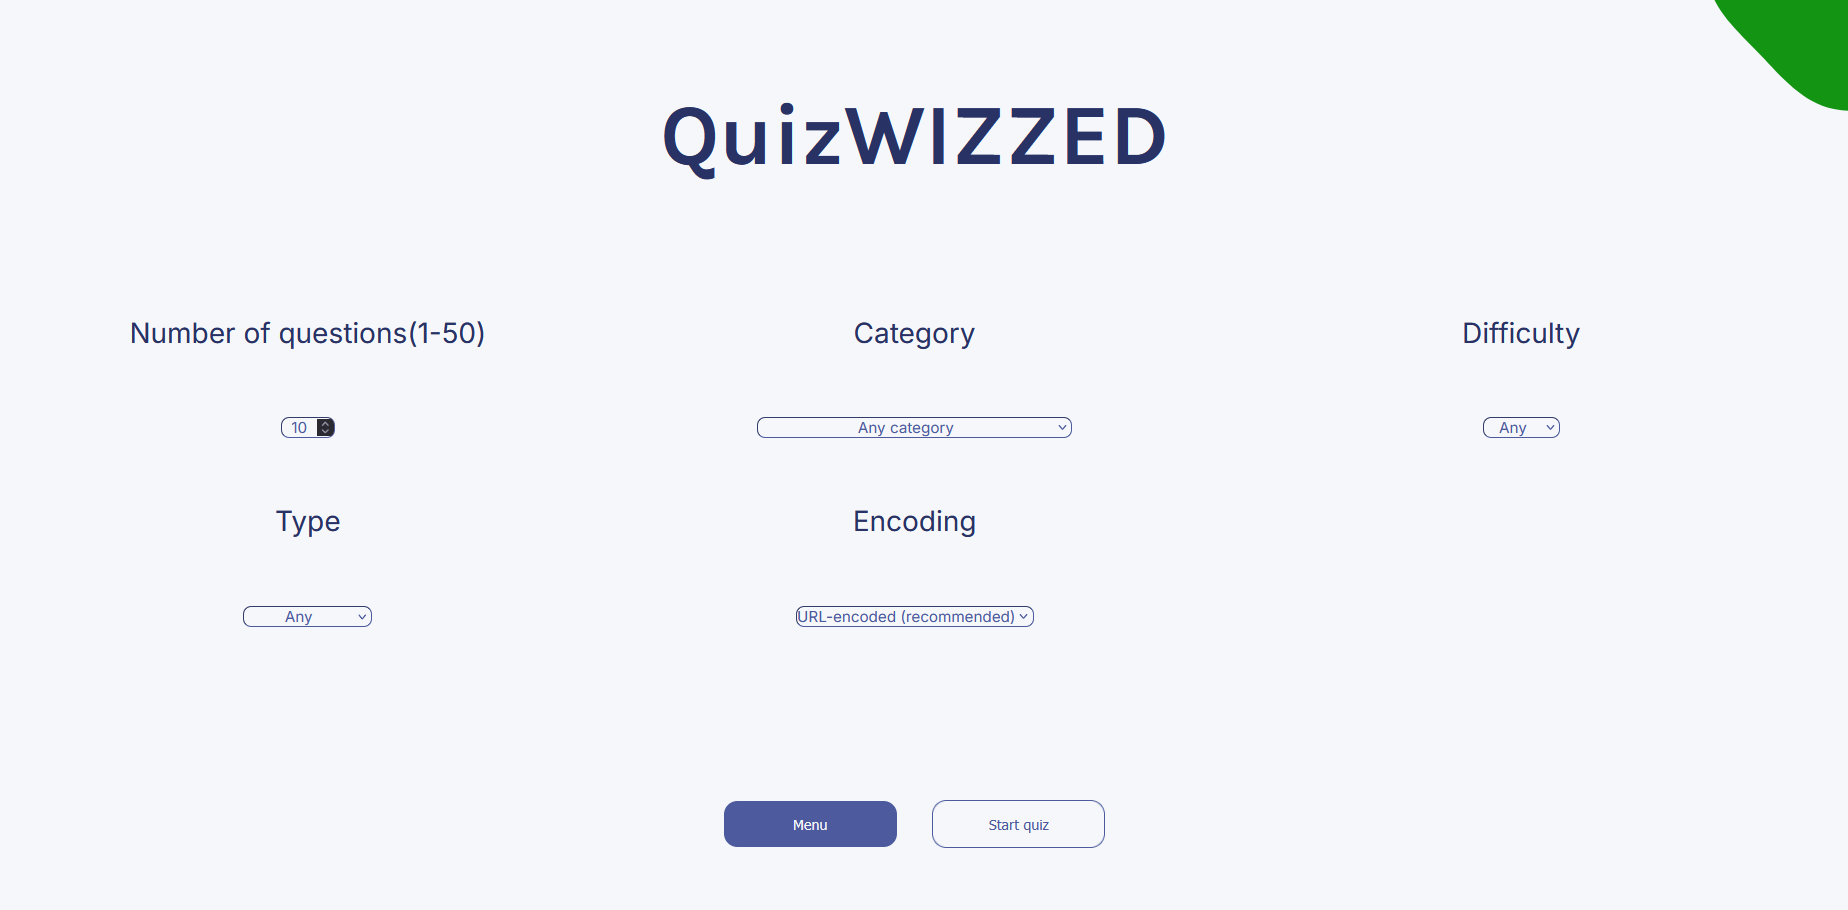 QuizWIZZED
Number of questions(1-50)
Category
Difficulty
10
Any category
Any
Type
Encoding
Any
URL-encoded (recommended)
Menu
Start quiz